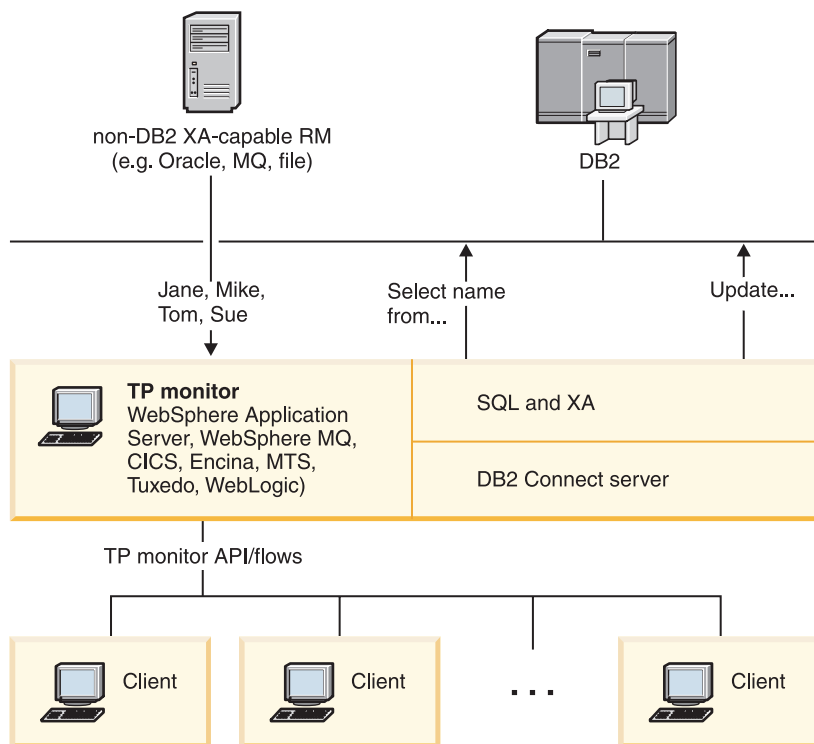 non-DB2 XA-capable RM
(e.g. Oracle, MQ, file)
DB2
Jane, Mike,
Tom, Sue
Select name
from...
Update...
TP monitor
WebSphere Application
Server, WebSphere MQ,
CICS, Encina, MTS,
Tuxedo, WebLogic)
SQL and XA
DB2 Connect server
TP monitor API/flows
Client
Client
...
Client